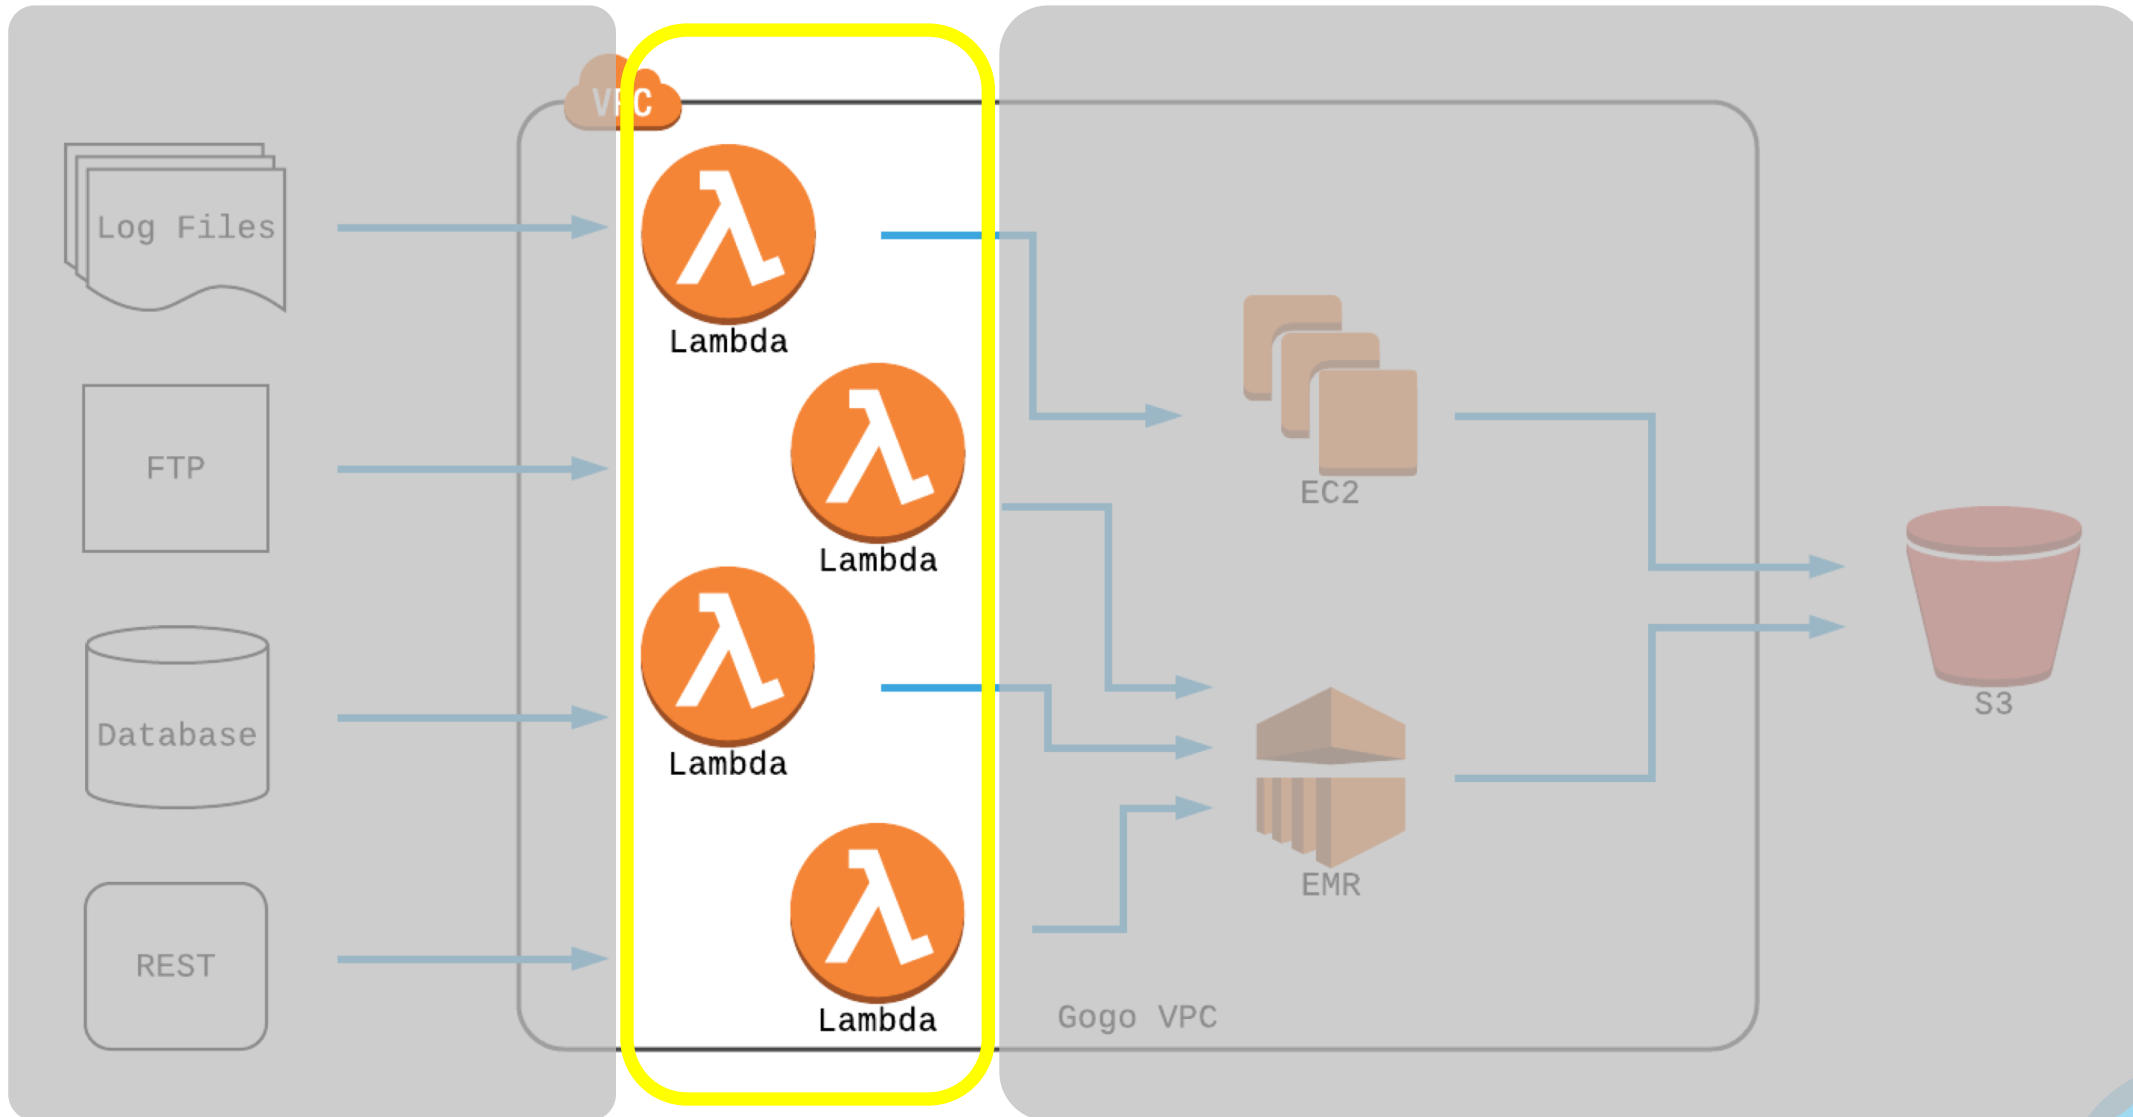 VPC
Log Files
Lambda
FTP
Lambda
EC2
Database
Lambda
S3
EMR
REST
Lambda
Gogo VPC